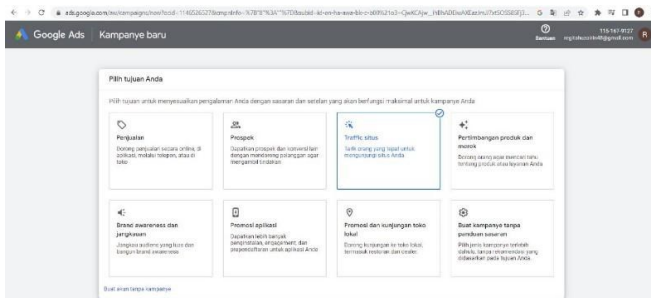 Google Ads
Kampanye baru
Bantuan
Pilih tujuan Anda
Pilih tujuan untuk menyesuaikan pengalaman Anda dengan sasaran dan setelan yang akan berfungsi maksimal untuk kampanye Anda
Penjualan
Dorong penjualan secara online, di
aplikasi, melalui telepon, atau di
toko
Prospek
Dapatkan prospek dan konversi lain
dengan mendorong pelanggan agar
mengambil tindakan
Traffic situs
Tarik orang yang tepat untuk
mengunjungi situs Anda
Pertimbangan produk dan
merek
Dorong orang agar mencari tahu
tentang produk atau layanan Anda
Brand awareness dan
jangkauan
Jangkau audiens yang luas dan
bangun brand awareness
Promosi aplikasi
Dapatkan lebih banyak
penginstalan, engagement, dan
prapendaftaran untuk aplikasi Anda
Promosi dan kunjungan toko
lokal
Dorong kunjungan ke toko lokal,
termasuk restoran dan dealer.
Buat kampanye tanpa
panduan sasaran
Pilih jenis kampanye terlebih
dahulu, tanpa rekomendasi yang
didasarkan pada tujuan Anda.
Buat akun tanpa kampanye